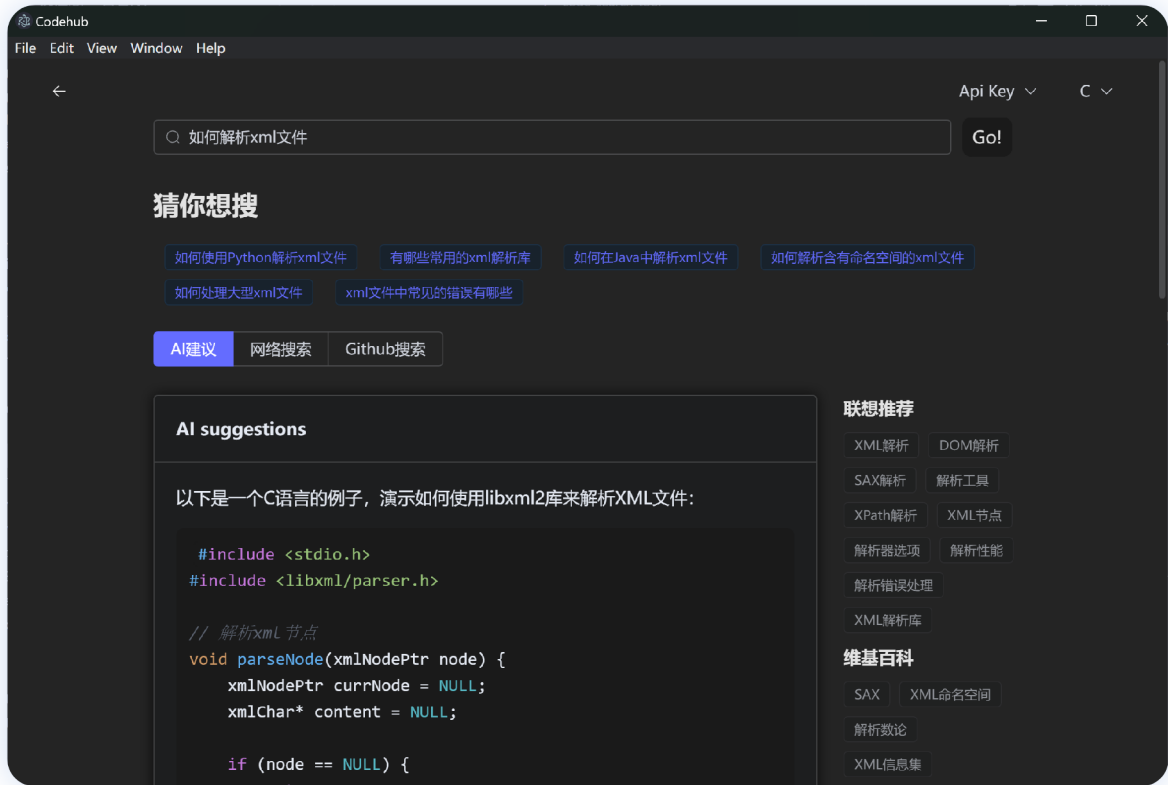 Codehub
File Edit View Window Help
Api Key C
如何解析xml文件 Go!
猜你想搜
如何使用Python解析xml文件 有哪些常用的xml解析库 如何在Java中解析xml文件 如何解析含有命名空间的xml文件
如何处理大型xml文件 xml文件中常见的错误有哪些
AI建议 网络搜索 Github搜索
AI suggestions
以下是一个C语言的例子，演示如何使用libxml2库来解析XML文件：
#include <stdio.h>
#include <libxml/parser.h>
// 解析xml节点
void parseNode(xmlNodePtr node) {
xmlNodePtr currNode = NULL;
xmlChar* content = NULL;
if (node == NULL) {
联想推荐
XML解析 DOM解析
SAX解析 解析工具
XPath解析 XML节点
解析器选项 解析性能
解析错误处理
XML解析库
维基百科
SAX XML命名空间
解析数论
XML信息集